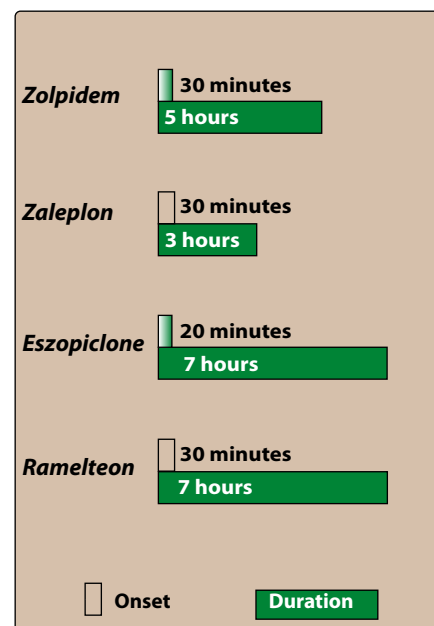 Zolpidem
30 minutes
5 hours
Zaleplon
30 minutes
3 hours
Eszopiclone
20 minutes
7 hours
Ramelteon
30 minutes
7 hours
Onset
Duration